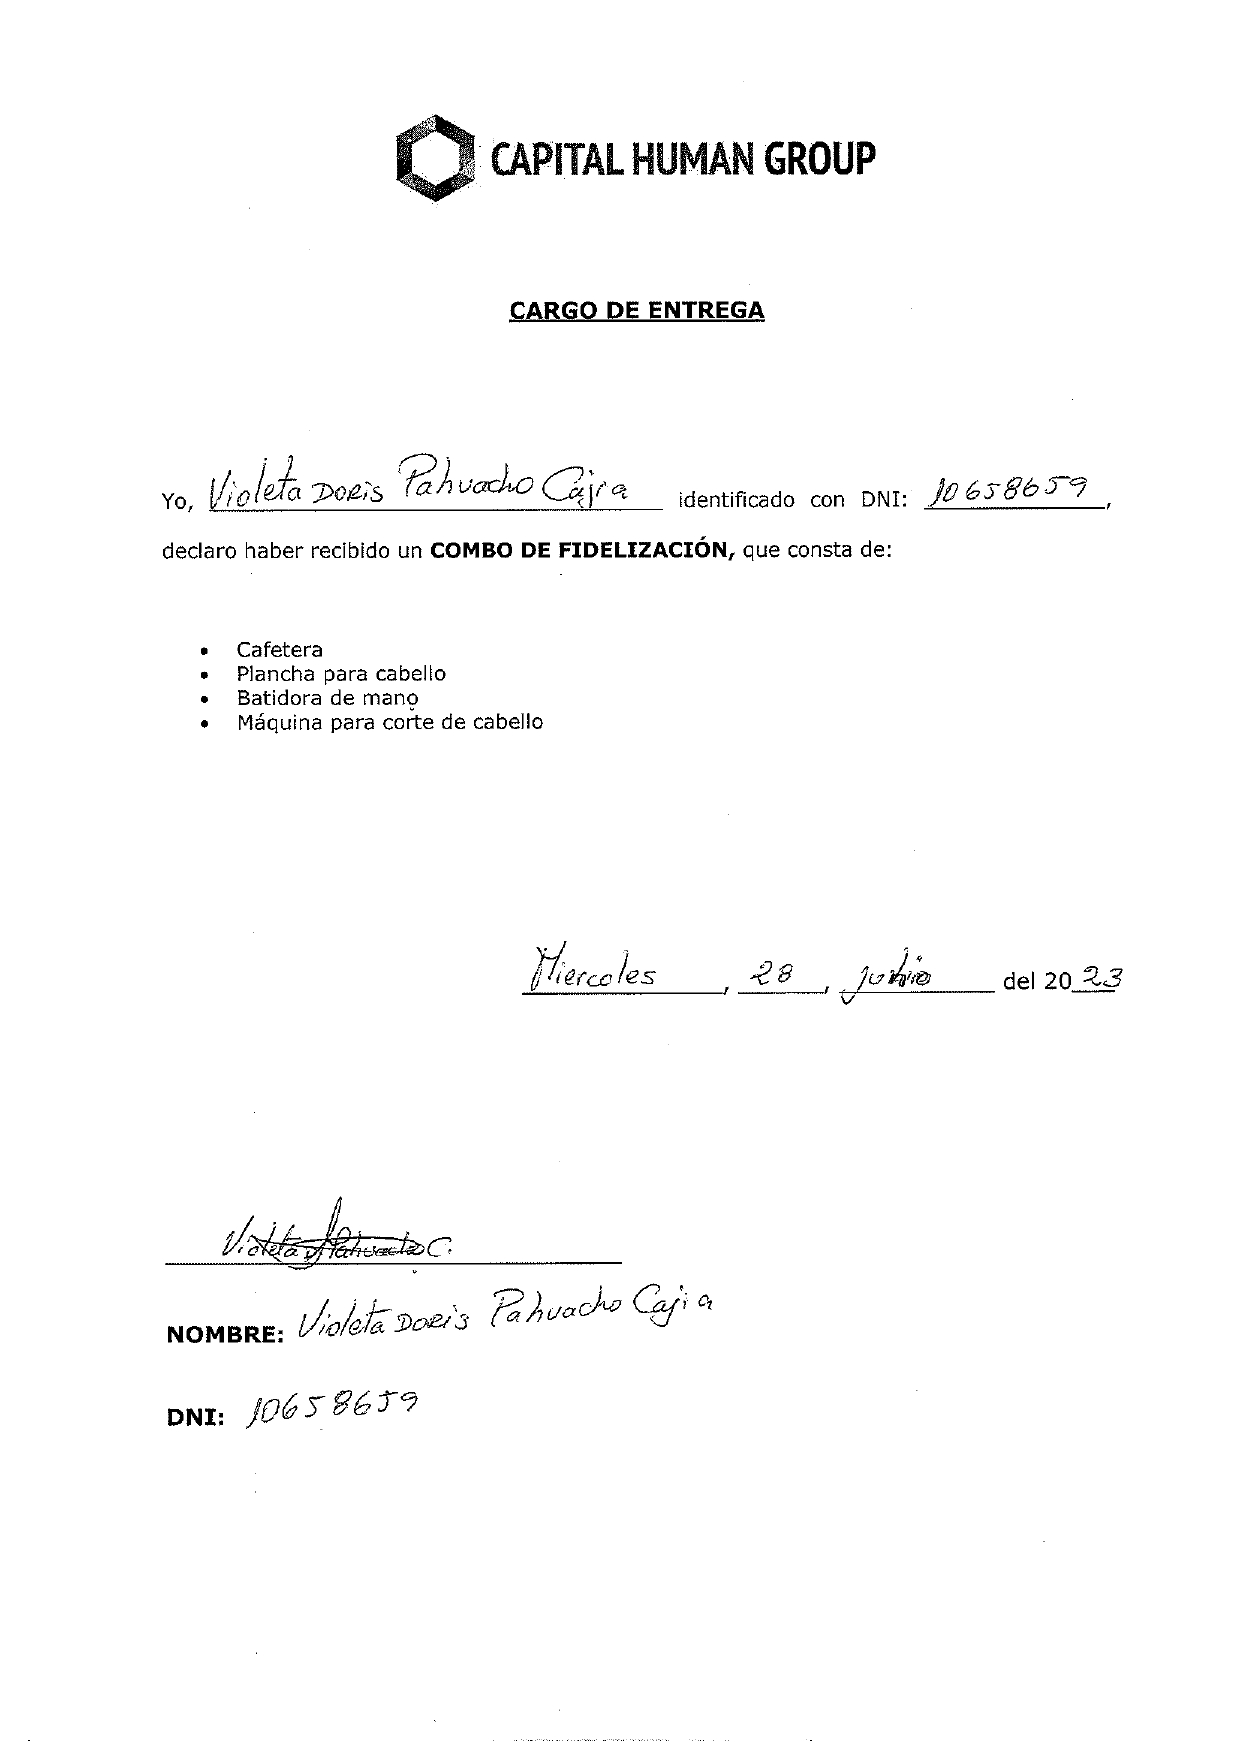 CAPITAL HUMAN GROUP
CARGO DE ENTREGA
Yo, Violeta Doris Pahuacho Cajia identificado con DNI: 10658659,
declaro haber recibido un COMBO DE FIDELIZACIÓN, que consta de:
• Cafetera
• Plancha para cabello
• Batidora de mano
• Máquina para corte de cabello
Miercoles, 28, junio del 2023
Violeta Pahuacho C.
NOMBRE: Violeta Doris Pahuacho Cajia
DNI: 10658659